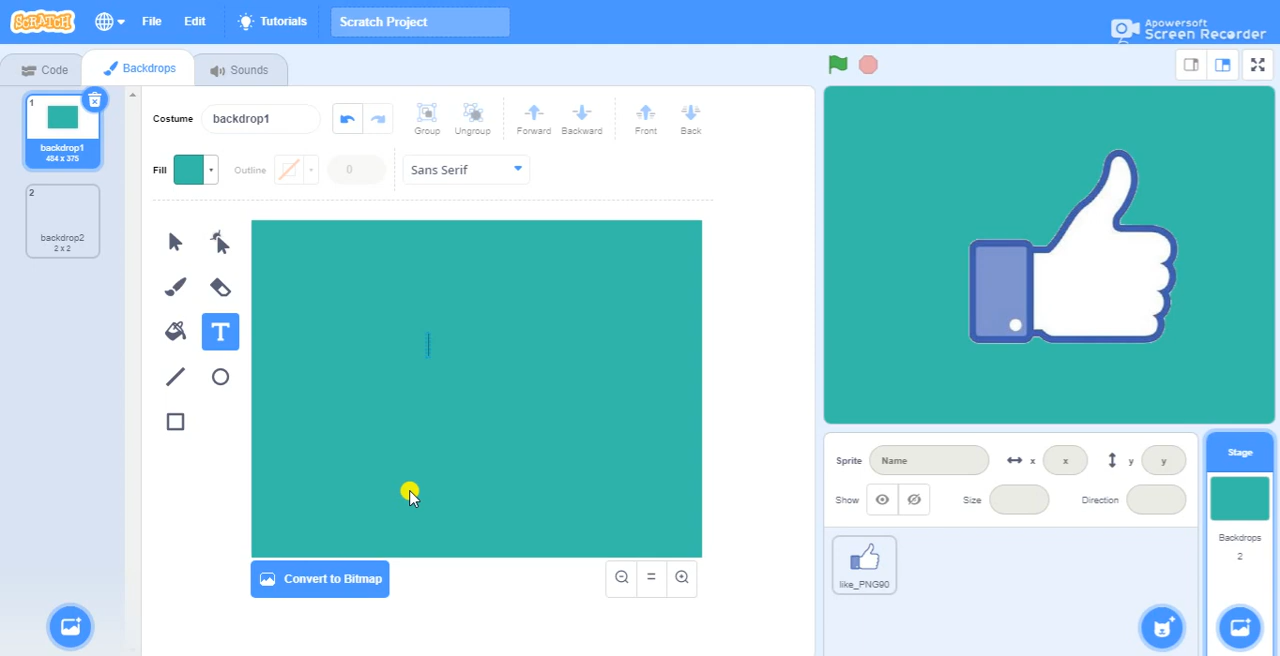 SCRATCH
File
Edit
Tutorials
Scratch Project
Apowersoft
Screen Recorder
Code
Backdrops
Sounds
1
backdrop1
484 x 375
2
backdrop2
2 x 2
Costume
backdrop1
Group
Ungroup
Forward
Backward
Front
Back
Fill
Outline
0
Sans Serif
T
Convert to Bitmap
Sprite
Name
x
x
y
y
Show
Size
Direction
like_PNG90
Stage
Backdrops
2